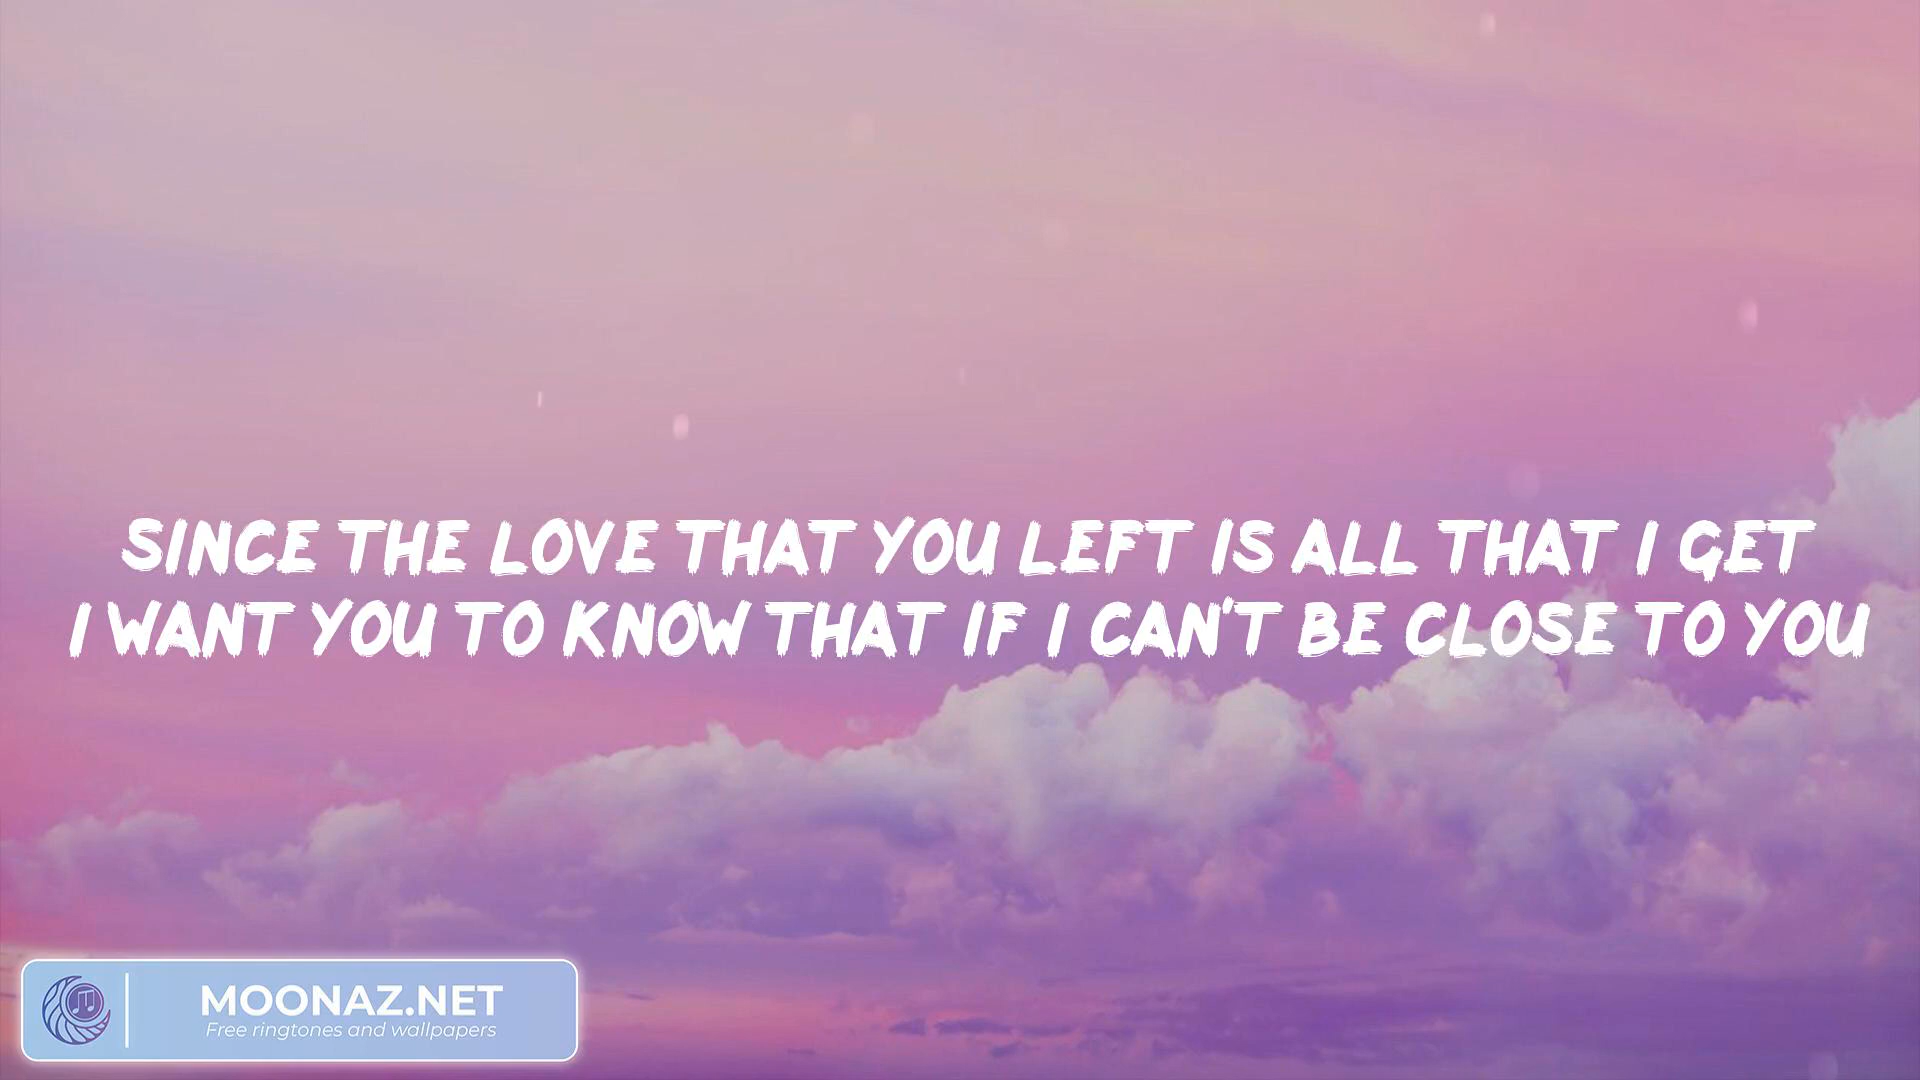 SINCE THE LOVE THAT YOU LEFT IS ALL THAT I GET
I WANT YOU TO KNOW THAT IF I CAN'T BE CLOSE TO YOU
MOONAZ.NET
Free ringtones and wallpapers